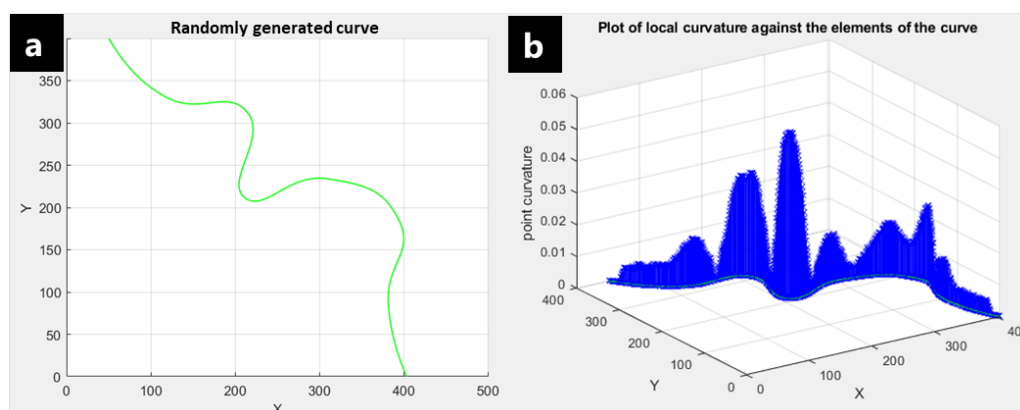 a
Randomly generated curve
350
300
250
200
150
100
50
0
Y
0 100 200 300 400 500
b
Plot of local curvature against the elements of the curve
0.06
0.05
0.04
0.03
0.02
0.01
0
point curvature
400
300
200
100
0
Y
0
100
200
300
40
X